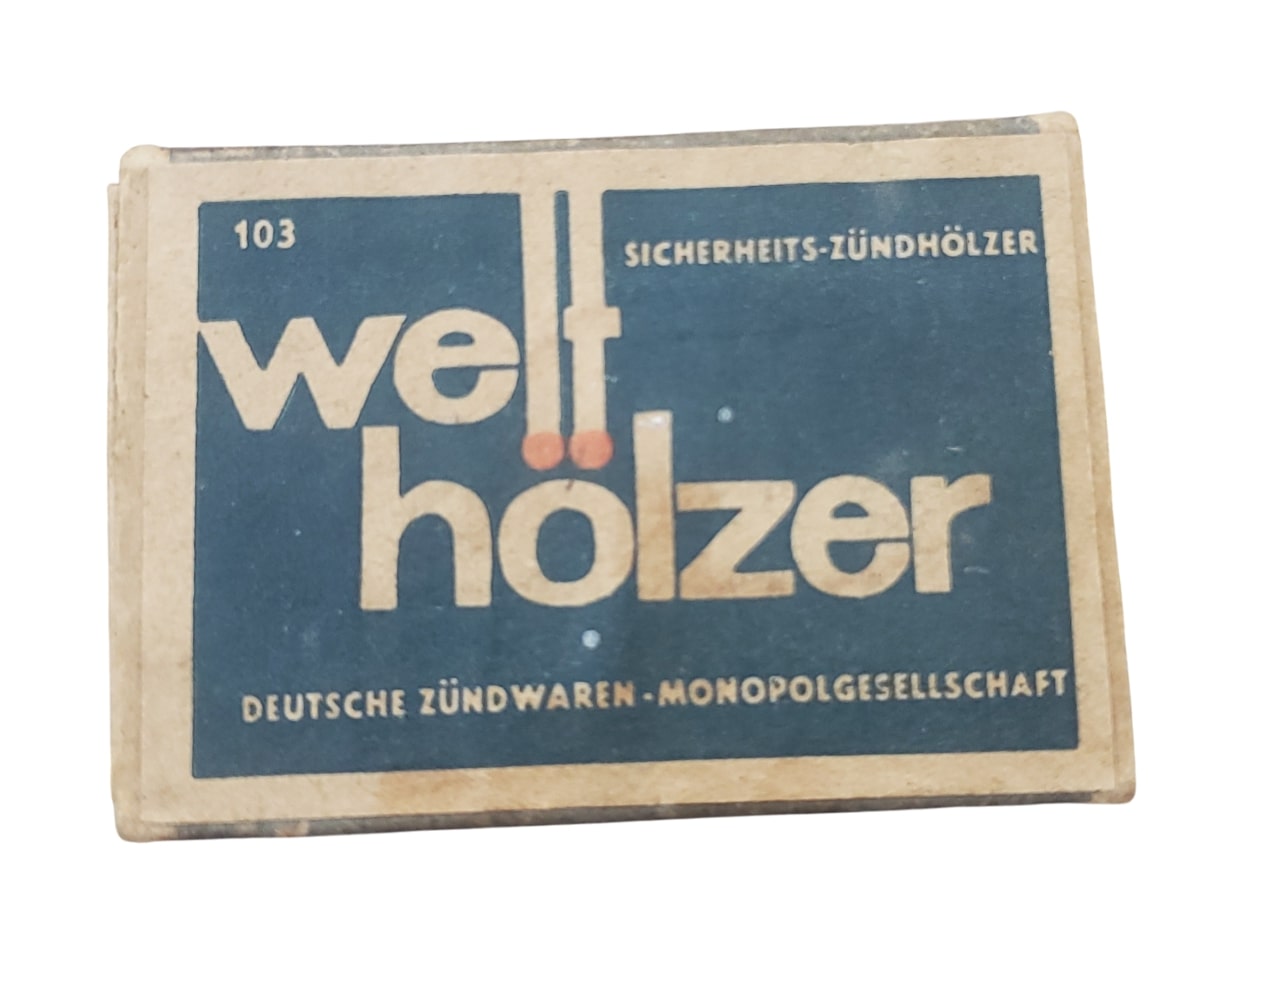 103
SICHERHEITS-ZÜNDHÖLZER
welt
hölzer
DEUTSCHE ZÜNDWAREN-MONOPOLGESELLSCHAFT